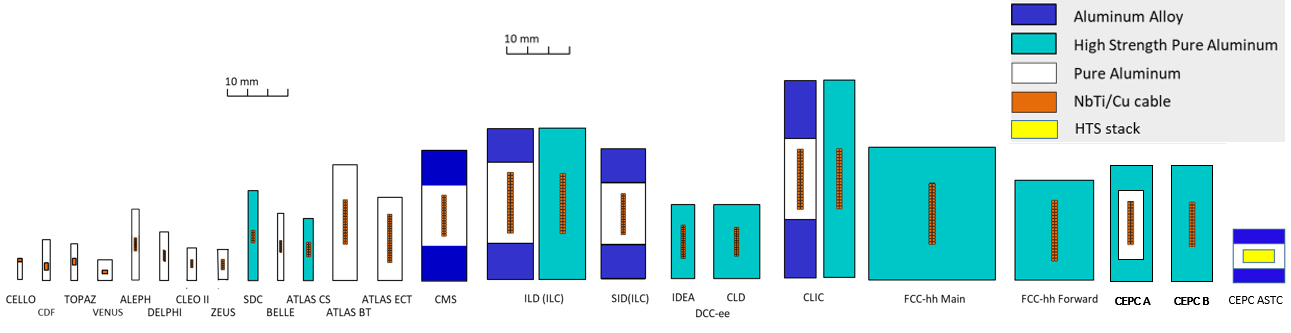 Aluminum Alloy
High Strength Pure Aluminum
Pure Aluminum
NbTi/Cu cable
HTS stack
10 mm
10 mm
CELLO
CDF
TOPAZ
VENUS
ALEPH
DELPHI
CLEO II
ZEUS
SDC
BELLE
ATLAS CS
ATLAS BT
ATLAS ECT
CMS
ILD (ILC)
SID(ILC)
IDEA
DCC-ee
CLD
CLIC
FCC-hh Main
FCC-hh Forward
CEPC A
CEPC B
CEPC ASTC